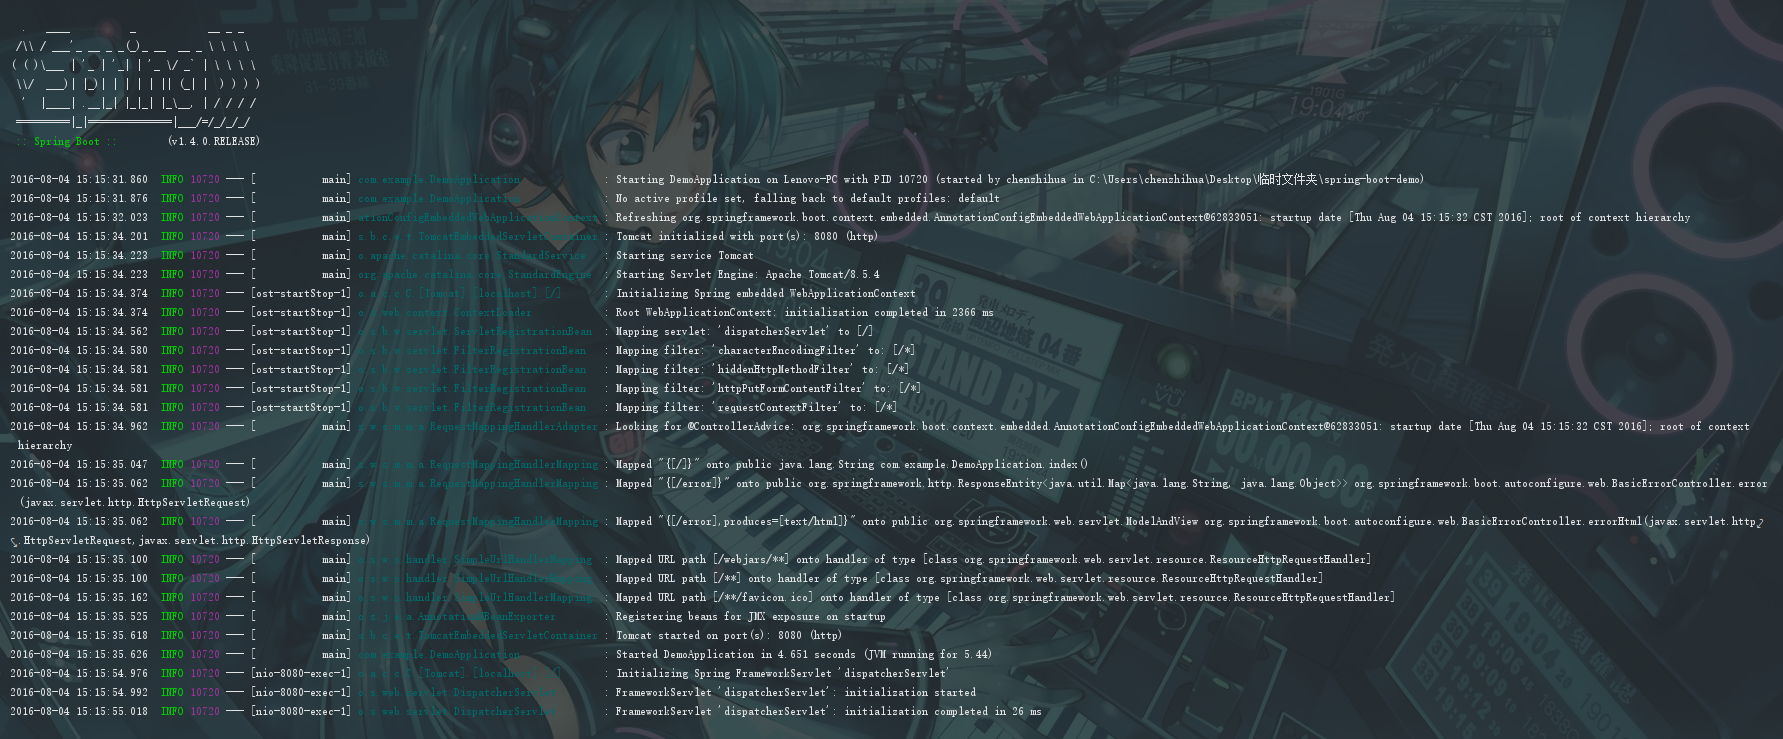 .   ____          _            __ _ _
 /\\ / ___'_ __ _ _(_)_ __  __ _ \ \ \ \
( ( )\___ | '_ | '_| | '_ \/ _` | \ \ \ \
 \\/  ___)| |_)| | | | | || (_| |  ) ) ) )
  '  |____| .__|_| |_|_| |_\__, | / / / /
 =========|_|==============|___/=/_/_/_/
 :: Spring Boot ::        (v1.4.0.RELEASE)
2016-08-04 15:15:31.860  INFO 10720 --- [           main] com.example.DemoApplication              : Starting DemoApplication on Lenovo-PC with PID 10720 (started by chenzhihua in C:\Users\chenzhihua\Desktop\临时文件夹\spring-boot-demo)
2016-08-04 15:15:31.876  INFO 10720 --- [           main] com.example.DemoApplication              : No active profile set, falling back to default profiles: default
2016-08-04 15:15:32.023  INFO 10720 --- [           main] ationConfigEmbeddedWebApplicationContext : Refreshing org.springframework.boot.context.embedded.AnnotationConfigEmbeddedWebApplicationContext@62833051: startup date [Thu Aug 04 15:15:32 CST 2016]; root of context hierarchy
2016-08-04 15:15:34.201  INFO 10720 --- [           main] s.b.c.e.t.TomcatEmbeddedServletContainer : Tomcat initialized with port(s): 8080 (http)
2016-08-04 15:15:34.223  INFO 10720 --- [           main] o.apache.catalina.core.StandardService   : Starting service Tomcat
2016-08-04 15:15:34.223  INFO 10720 --- [           main] org.apache.catalina.core.StandardEngine  : Starting Servlet Engine: Apache Tomcat/8.5.4
2016-08-04 15:15:34.374  INFO 10720 --- [ost-startStop-1] o.a.c.c.C.[Tomcat].[localhost].[/]       : Initializing Spring embedded WebApplicationContext
2016-08-04 15:15:34.374  INFO 10720 --- [ost-startStop-1] o.s.web.context.ContextLoader            : Root WebApplicationContext: initialization completed in 2366 ms
2016-08-04 15:15:34.562  INFO 10720 --- [ost-startStop-1] o.s.b.w.servlet.ServletRegistrationBean  : Mapping servlet: 'dispatcherServlet' to [/]
2016-08-04 15:15:34.580  INFO 10720 --- [ost-startStop-1] o.s.b.w.servlet.FilterRegistrationBean   : Mapping filter: 'characterEncodingFilter' to: [/*]
2016-08-04 15:15:34.581  INFO 10720 --- [ost-startStop-1] o.s.b.w.servlet.FilterRegistrationBean   : Mapping filter: 'hiddenHttpMethodFilter' to: [/*]
2016-08-04 15:15:34.581  INFO 10720 --- [ost-startStop-1] o.s.b.w.servlet.FilterRegistrationBean   : Mapping filter: 'httpPutFormContentFilter' to: [/*]
2016-08-04 15:15:34.581  INFO 10720 --- [ost-startStop-1] o.s.b.w.servlet.FilterRegistrationBean   : Mapping filter: 'requestContextFilter' to: [/*]
2016-08-04 15:15:34.962  INFO 10720 --- [           main] s.w.s.m.m.a.RequestMappingHandlerAdapter : Looking for @ControllerAdvice: org.springframework.boot.context.embedded.AnnotationConfigEmbeddedWebApplicationContext@62833051: startup date [Thu Aug 04 15:15:32 CST 2016]; root of context
 hierarchy
2016-08-04 15:15:35.047  INFO 10720 --- [           main] s.w.s.m.m.a.RequestMappingHandlerMapping : Mapped "{[/]}" onto public java.lang.String com.example.DemoApplication.index()
2016-08-04 15:15:35.062  INFO 10720 --- [           main] s.w.s.m.m.a.RequestMappingHandlerMapping : Mapped "{[/error]}" onto public org.springframework.http.ResponseEntity<java.util.Map<java.lang.String, java.lang.Object>> org.springframework.boot.autoconfigure.web.BasicErrorController.error
(javax.servlet.http.HttpServletRequest)
2016-08-04 15:15:35.062  INFO 10720 --- [           main] s.w.s.m.m.a.RequestMappingHandlerMapping : Mapped "{[/error],produces=[text/html]}" onto public org.springframework.web.servlet.ModelAndView org.springframework.boot.autoconfigure.web.BasicErrorController.errorHtml(javax.servlet.http
.HttpServletRequest,javax.servlet.http.HttpServletResponse)
2016-08-04 15:15:35.100  INFO 10720 --- [           main] o.s.w.s.handler.SimpleUrlHandlerMapping  : Mapped URL path [/webjars/**] onto handler of type [class org.springframework.web.servlet.resource.ResourceHttpRequestHandler]
2016-08-04 15:15:35.100  INFO 10720 --- [           main] o.s.w.s.handler.SimpleUrlHandlerMapping  : Mapped URL path [/**] onto handler of type [class org.springframework.web.servlet.resource.ResourceHttpRequestHandler]
2016-08-04 15:15:35.162  INFO 10720 --- [           main] o.s.w.s.handler.SimpleUrlHandlerMapping  : Mapped URL path [/**/favicon.ico] onto handler of type [class org.springframework.web.servlet.resource.ResourceHttpRequestHandler]
2016-08-04 15:15:35.525  INFO 10720 --- [           main] o.s.j.e.a.AnnotationMBeanExporter        : Registering beans for JMX exposure on startup
2016-08-04 15:15:35.618  INFO 10720 --- [           main] s.b.c.e.t.TomcatEmbeddedServletContainer : Tomcat started on port(s): 8080 (http)
2016-08-04 15:15:35.626  INFO 10720 --- [           main] com.example.DemoApplication              : Started DemoApplication in 4.651 seconds (JVM running for 5.44)
2016-08-04 15:15:54.976  INFO 10720 --- [nio-8080-exec-1] o.a.c.c.C.[Tomcat].[localhost].[/]       : Initializing Spring FrameworkServlet 'dispatcherServlet'
2016-08-04 15:15:54.992  INFO 10720 --- [nio-8080-exec-1] o.s.web.servlet.DispatcherServlet        : FrameworkServlet 'dispatcherServlet': initialization started
2016-08-04 15:15:55.018  INFO 10720 --- [nio-8080-exec-1] o.s.web.servlet.DispatcherServlet        : FrameworkServlet 'dispatcherServlet': initialization completed in 26 ms